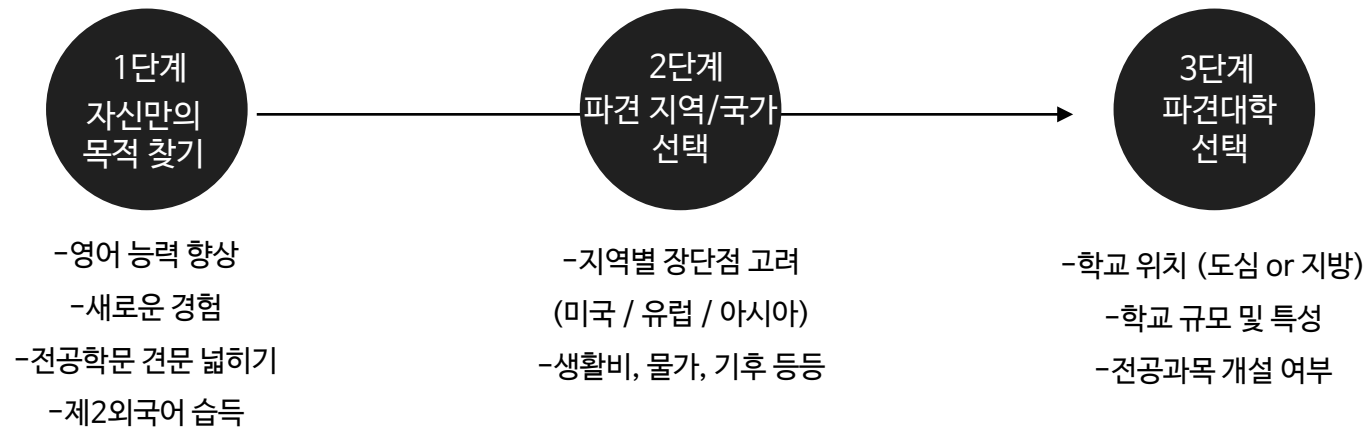 1단계
자신만의
목적 찾기
-영어 능력 향상
-새로운 경험
-전공학문 견문 넓히기
-제2외국어 습득
2단계
파견 지역/국가
선택
-지역별 장단점 고려
(미국 / 유럽 / 아시아)
-생활비, 물가, 기후 등등
3단계
파견대학
선택
-학교 위치 (도심 or 지방)
-학교 규모 및 특성
-전공과목 개설 여부